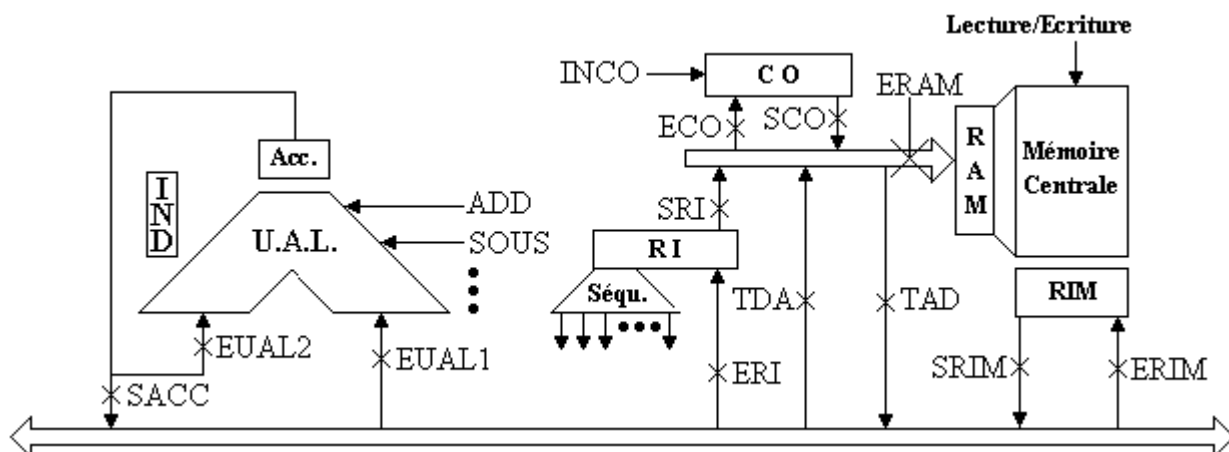 Lecture/Ecriture
INCO
C O
ERAM
ECO
SCO
R
A
M
Mémoire
Centrale
Acc.
I
N
D
ADD
SOUS
U.A.L.
SRI
R I
Séqu.
TDA
TAD
RIM
EUAL2
EUAL1
SACC
ERI
SRIM
ERIM